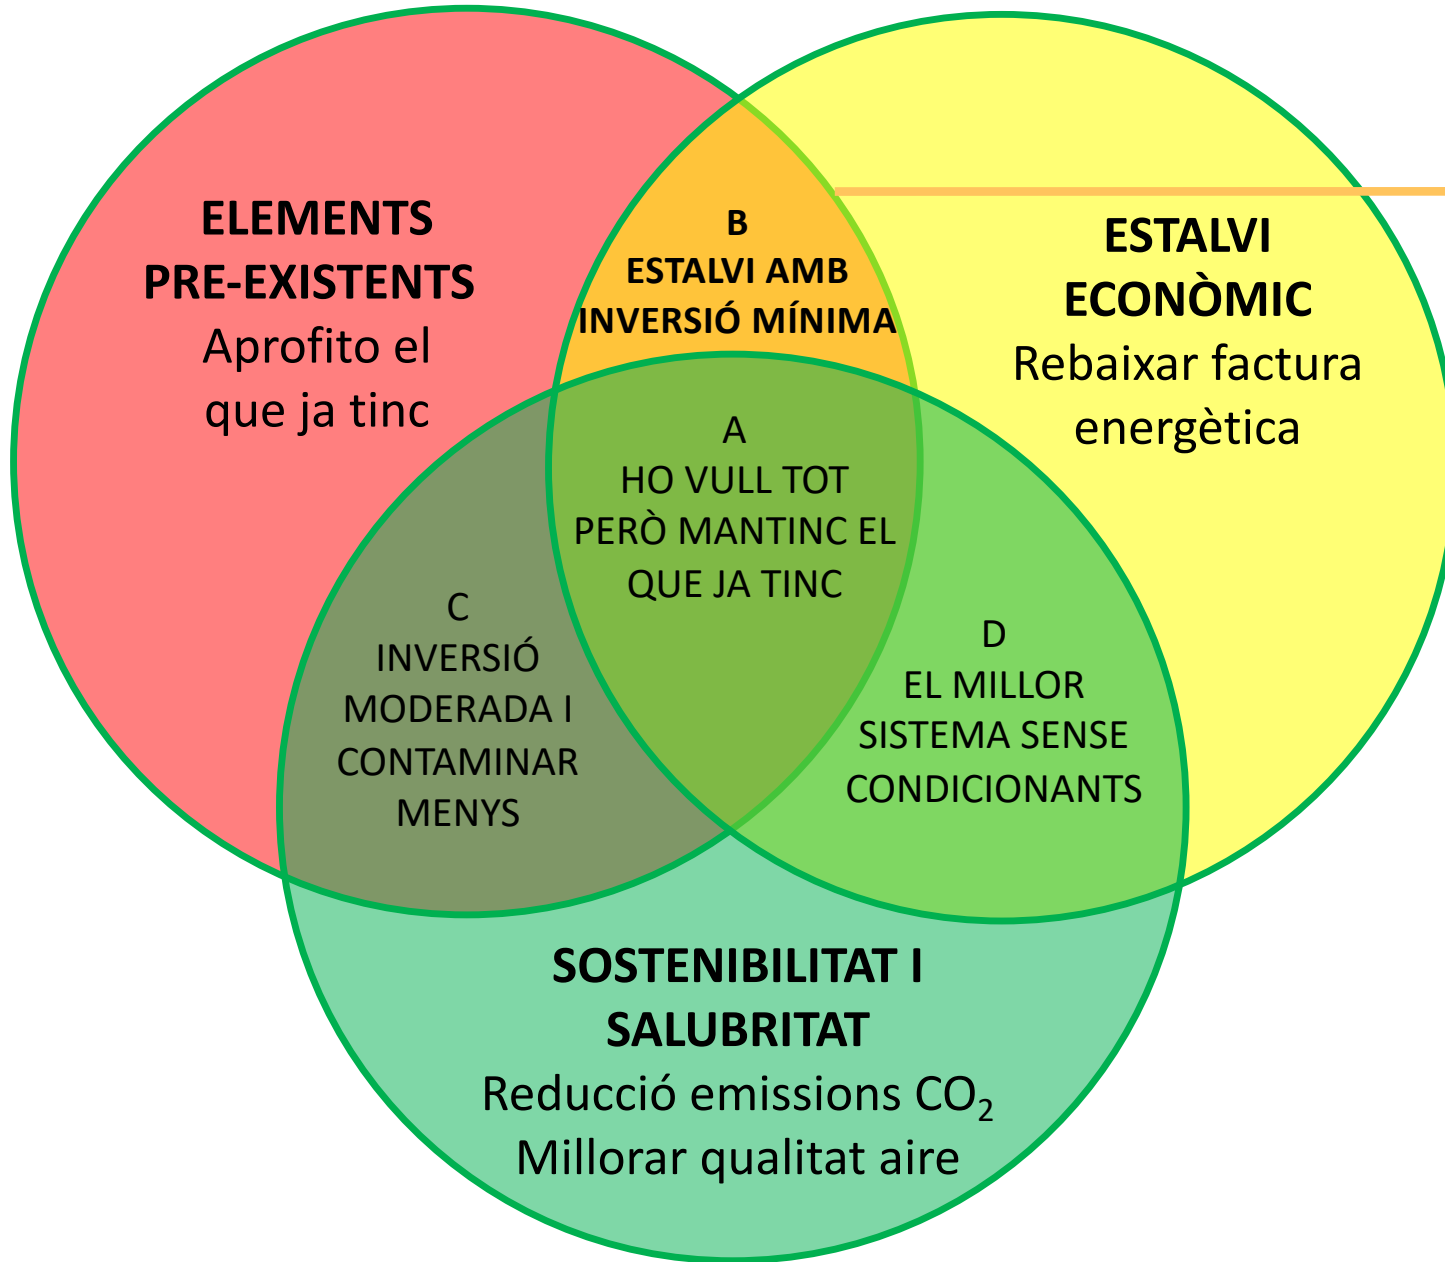 ELEMENTS
PRE-EXISTENTS
Aprofito el
que ja tinc
B
ESTALVI AMB
INVERSIÓ MÍNIMA
ESTALVI
ECONÒMIC
Rebaixar factura
energètica
A
HO VULL TOT
PERÒ MANTINC EL
QUE JA TINC
C
INVERSIÓ
MODERADA I
CONTAMINAR
MENYS
D
EL MILLOR
SISTEMA SENSE
CONDICIONANTS
SOSTENIBILITAT I
SALUBRITAT
Reducció emissions CO₂
Millorar qualitat aire